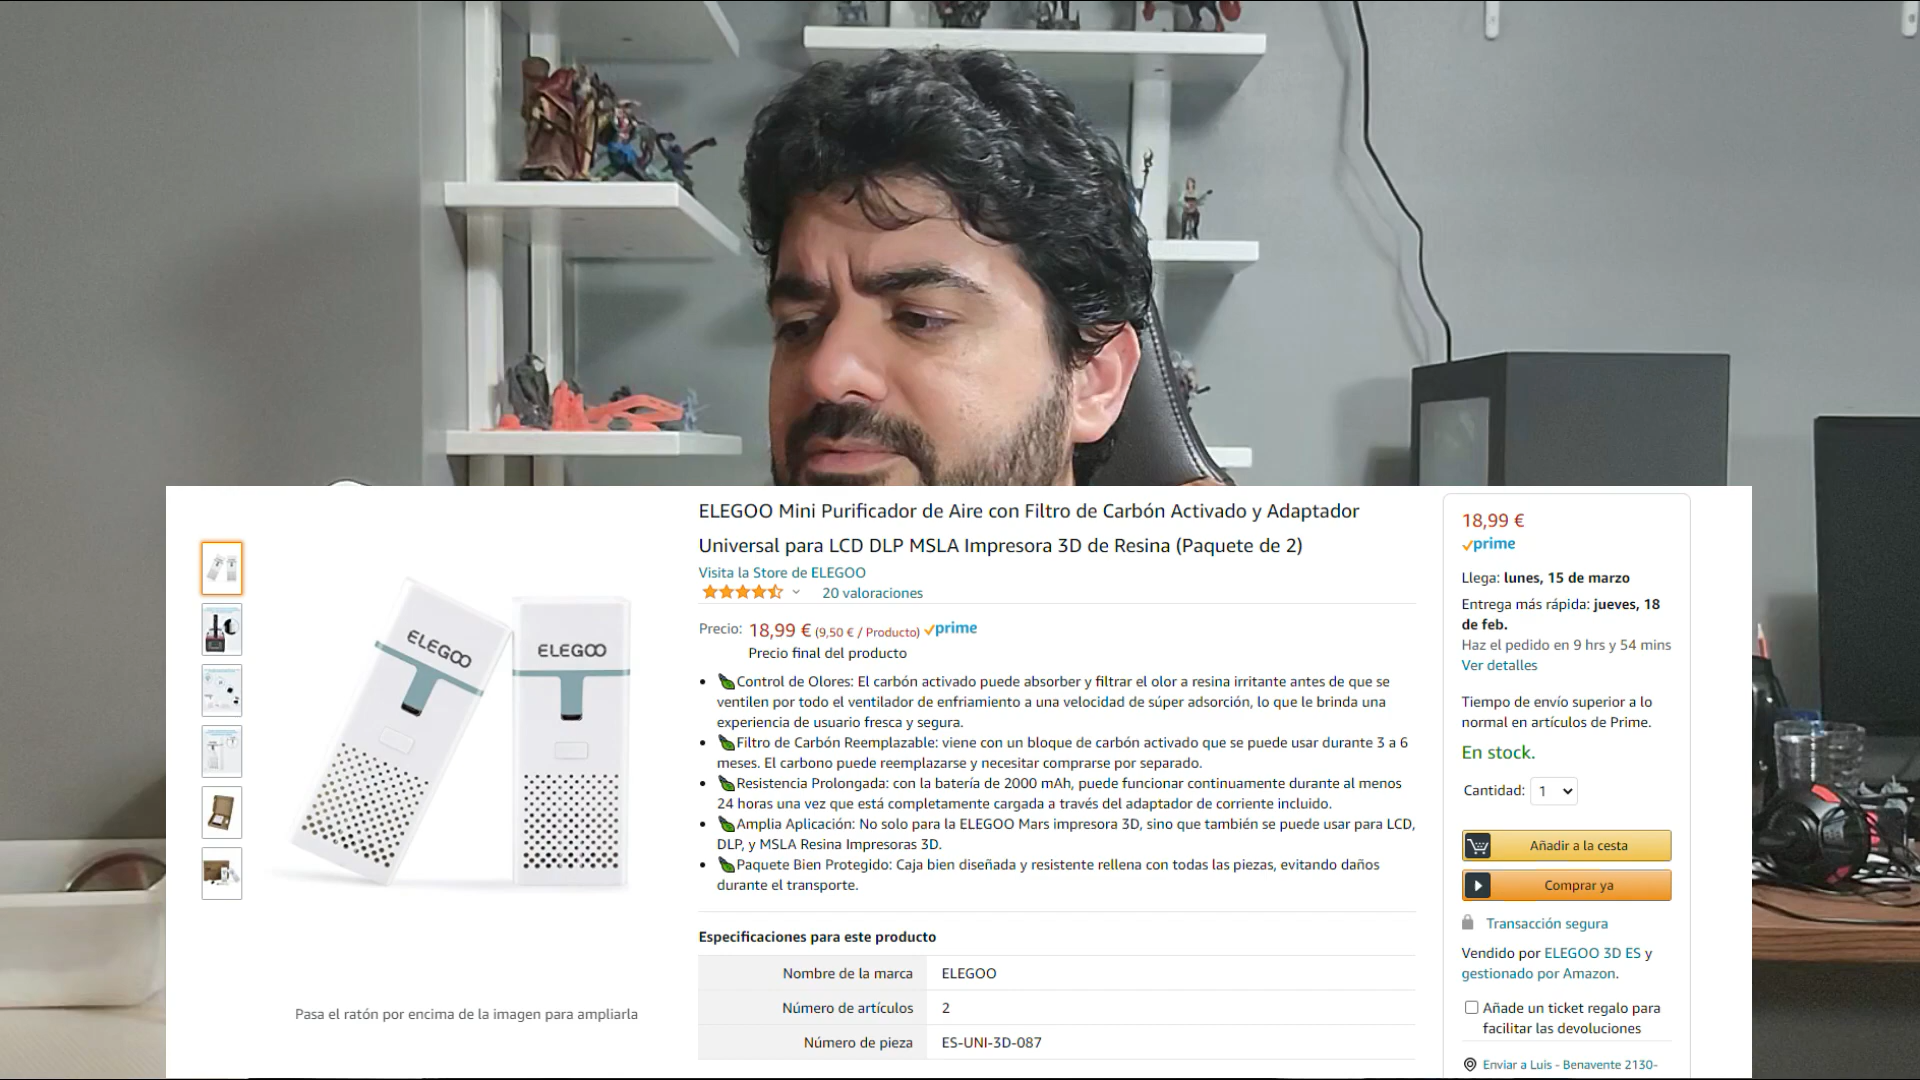 ELEGOO Mini Purificador de Aire con Filtro de Carbón Activado y Adaptador
Universal para LCD DLP MSLA Impresora 3D de Resina (Paquete de 2)
Visita la Store de ELEGOO
20 valoraciones
Precio: 18,99 € (9,50 € / Producto) prime
Precio final del producto
Control de Olores: El carbón activado puede absorber y filtrar el olor a resina irritante antes de que se
ventilen por todo el ventilador de enfriamiento a una velocidad de súper adsorción, lo que le brinda una
experiencia de usuario fresca y segura.
Filtro de Carbón Reemplazable: viene con un bloque de carbón activado que se puede usar durante 3 a 6
meses. El carbono puede reemplazarse y necesitar comprarse por separado.
Resistencia Prolongada: con la batería de 2000 mAh, puede funcionar continuamente durante al menos
24 horas una vez que está completamente cargada a través del adaptador de corriente incluido.
Amplia Aplicación: No solo para la ELEGOO Mars impresora 3D, sino que también se puede usar para LCD,
DLP, y MSLA Resina Impresoras 3D.
Paquete Bien Protegido: Caja bien diseñada y resistente rellena con todas las piezas, evitando daños
durante el transporte.
Especificaciones para este producto
Nombre de la marca ELEGOO
Número de artículos 2
Número de pieza ES-UNI-3D-087
ELEGOO
ELEGOO
Pasa el ratón por encima de la imagen para ampliarla
18,99 €
prime
Llega: lunes, 15 de marzo
Entrega más rápida: jueves, 18
de feb.
Haz el pedido en 9 hrs y 54 mins
Ver detalles
Tiempo de envío superior a lo
normal en artículos de Prime.
En stock.
Cantidad: 1
Añadir a la cesta
Comprar ya
Transacción segura
Vendido por ELEGOO 3D ES y
gestionado por Amazon.
Añade un ticket regalo para
facilitar las devoluciones
Enviar a Luis - Benavente 2130-